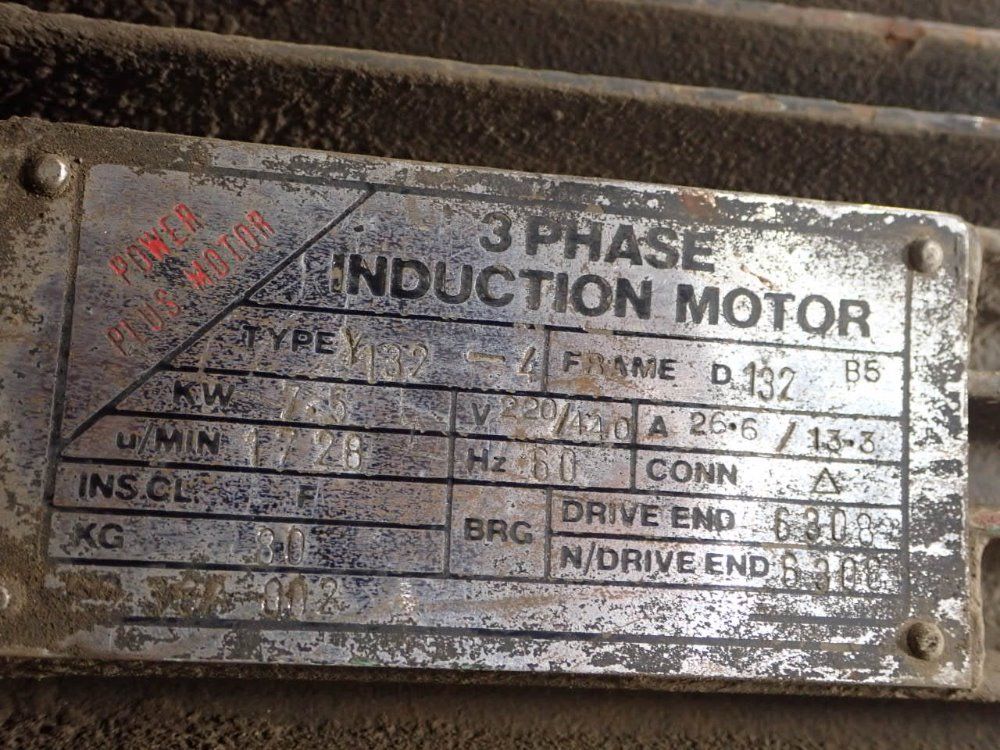 POWER
PLUS MOTOR
3 PHASE
INDUCTION MOTOR
TYPE Y132 - 4 FRAME D 132 B5
KW 7.5 V 220/440 A 26.6 / 13.3
u/MIN 1728 Hz 60 CONN △
INS.CL. F BRG DRIVE END 6308
KG 80 N/DRIVE END 6308
002